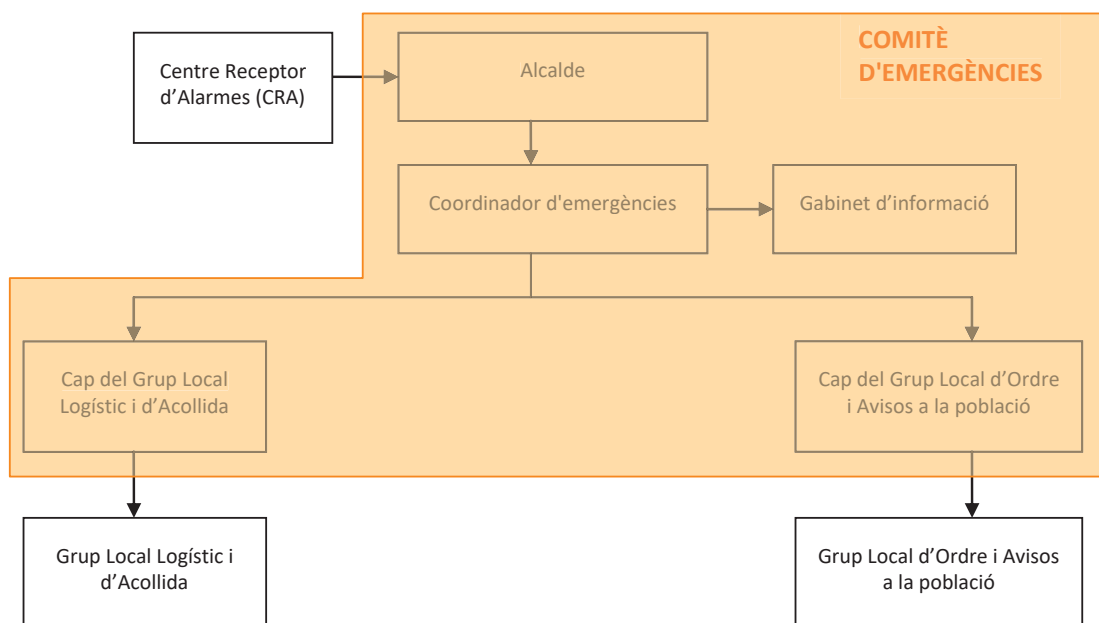 COMITÈ
D'EMERGÈNCIES
Centre Receptor
d’Alarmes (CRA)
Alcalde
Coordinador d'emergències
Gabinet d’informació
Cap del Grup Local
Logístic i d’Acollida
Cap del Grup Local d’Ordre
i Avisos a la població
Grup Local Logístic i
d’Acollida
Grup Local d’Ordre i Avisos
a la població